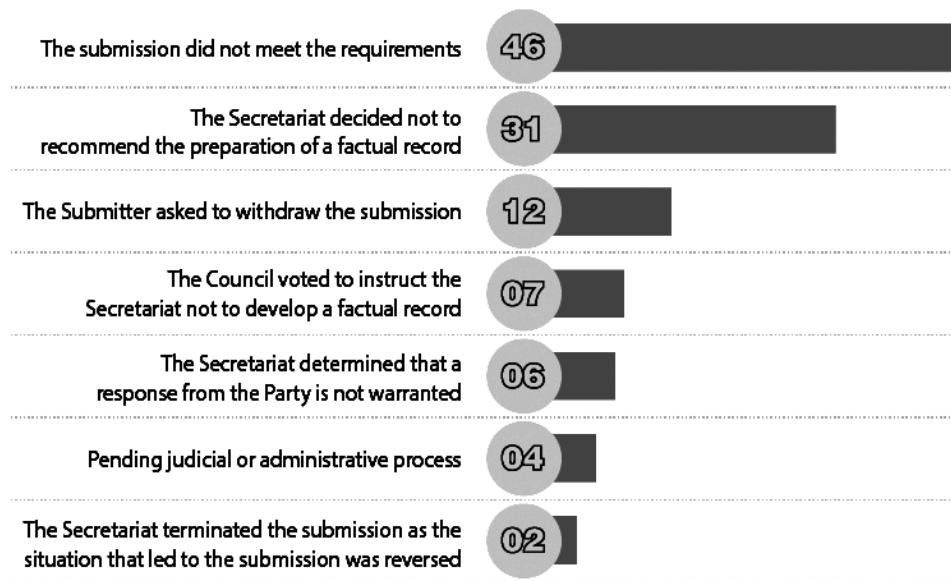 The submission did not meet the requirements
46
The Secretariat decided not to
recommend the preparation of a factual record
31
The Submitter asked to withdraw the submission
12
The Council voted to instruct the
Secretariat not to develop a factual record
07
The Secretariat determined that a
response from the Party is not warranted
06
Pending judicial or administrative process
04
The Secretariat terminated the submission as the
situation that led to the submission was reversed
02